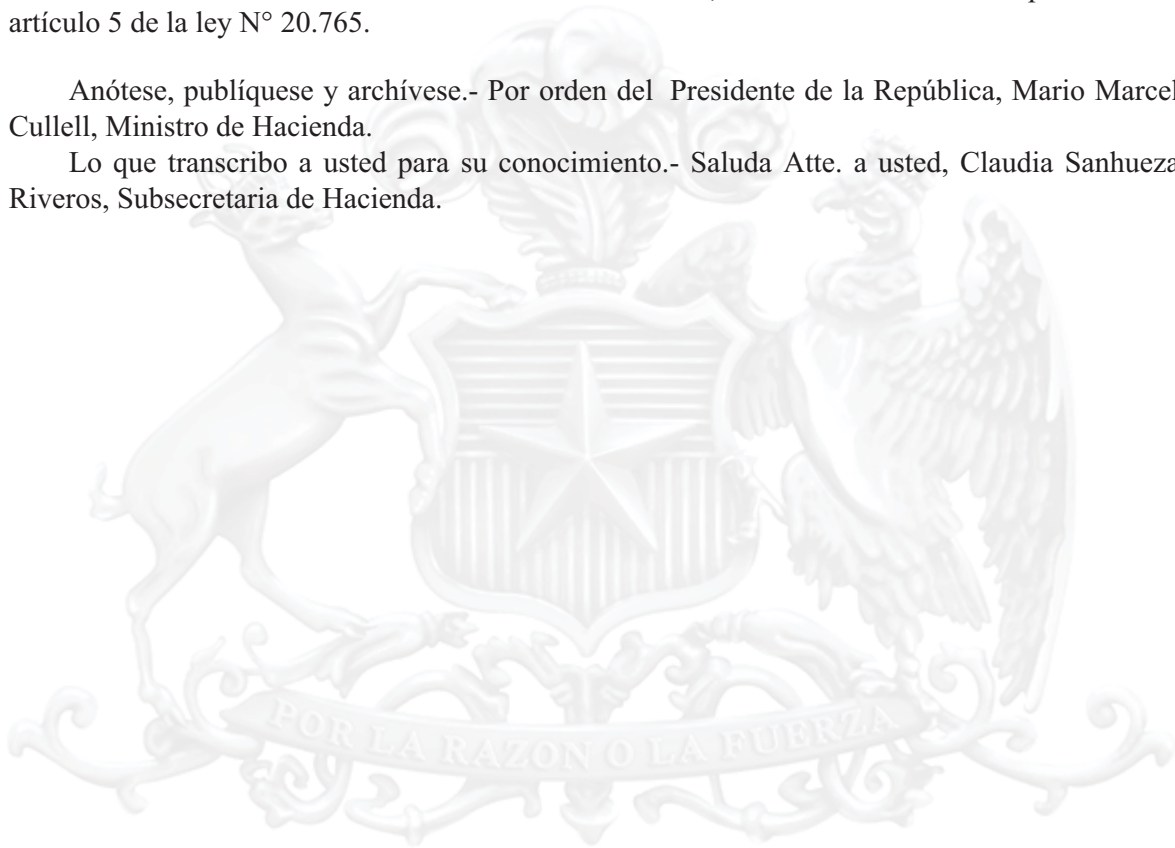 artículo 5 de la ley N° 20.765.
Anótese, publíquese y archívese.- Por orden del Presidente de la República, Mario Marcel
Cullell, Ministro de Hacienda.
Lo que transcribo a usted para su conocimiento.- Saluda Atte. a usted, Claudia Sanhueza
Riveros, Subsecretaria de Hacienda.
POR LA RAZON O LA FUERZA